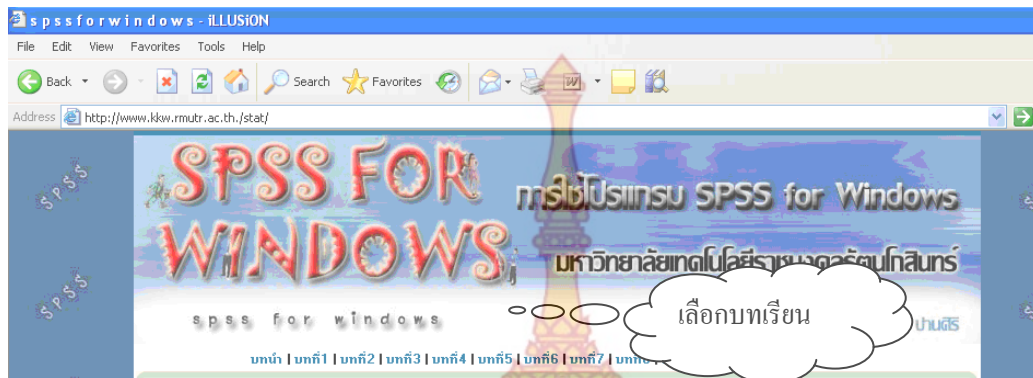 spssforwindows - iLLUSiON
File Edit View Favorites Tools Help
Back Search Favorites
Address http://www.kkw.rmutr.ac.th./stat/
SPSS FOR
WINDOWS
การใช้โปรแกรม SPSS for Windows
มหาวิทยาลัยเทคโนโลยีราชมงคลรัตนโกสินทร์
spss for windows
เลือกบทเรียน
ปานศิริ
บทนำ | บทที่1 | บทที่2 | บทที่3 | บทที่4 | บทที่5 | บทที่6 | บทที่7 |
SPSS
SPSS